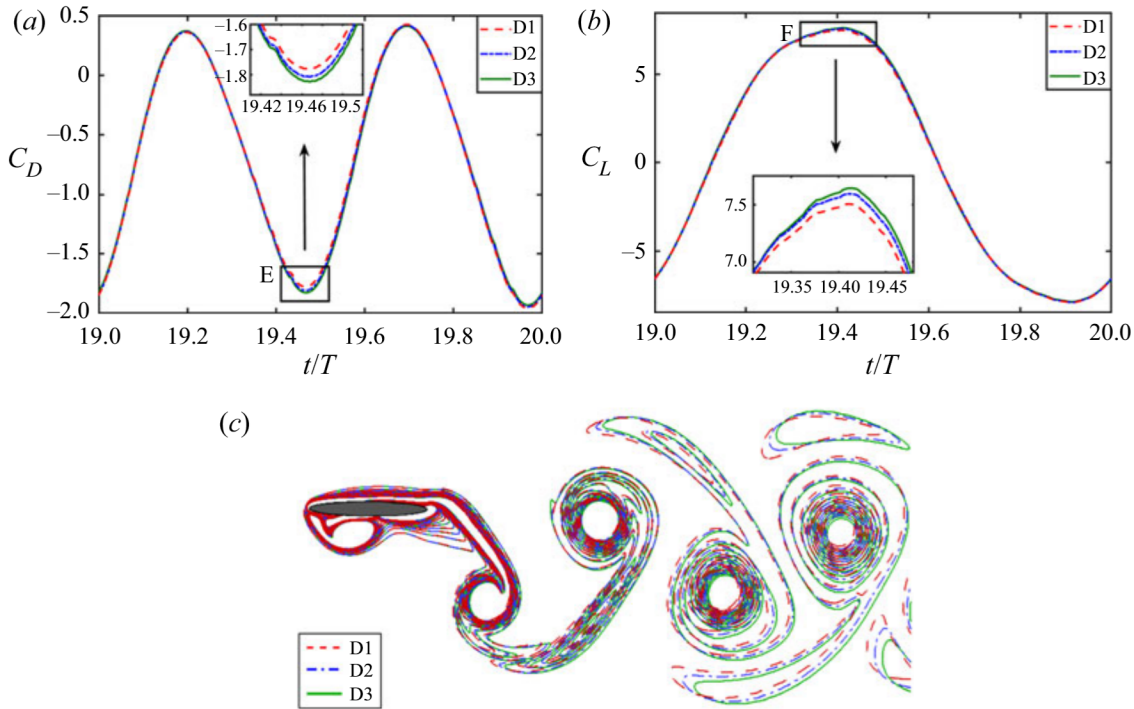 (a)
0.5
0
–0.5
–1.0
–1.5
–2.0
C_D
–1.6
–1.7
–1.8
19.42
19.46
19.5
E
D1
D2
D3
19.0
19.2
19.4
19.6
19.8
20.0
t/T
(b)
5
0
–5
C_L
F
D1
D2
D3
7.5
7.0
19.35
19.40
19.45
19.0
19.2
19.4
19.6
19.8
20.0
t/T
(c)
D1
D2
D3